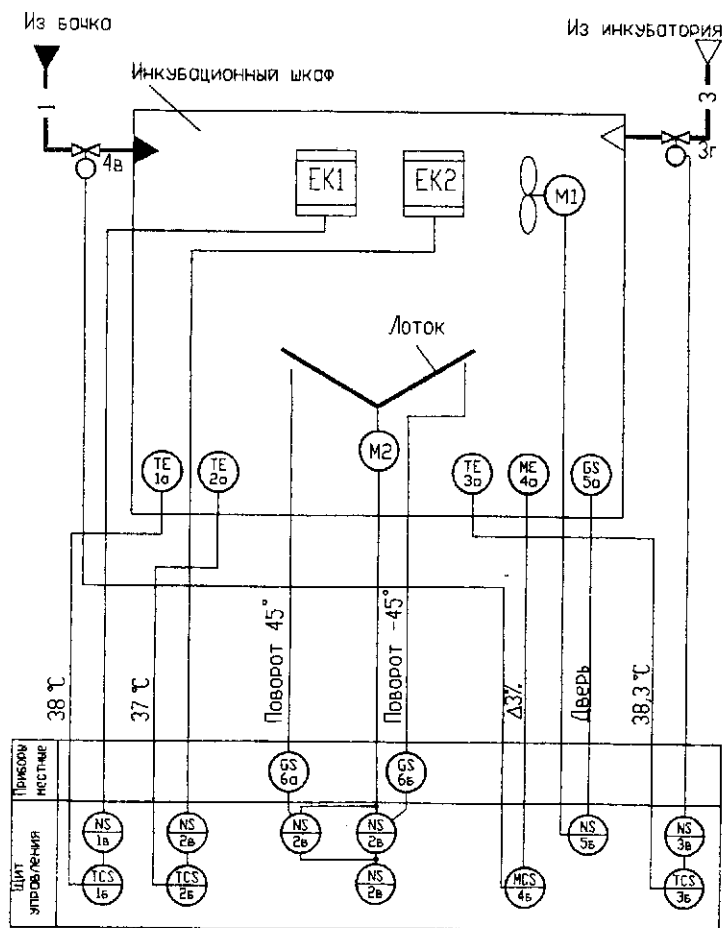 Из бачка
Из инкубатория
Инкубационный шкаф
1
3
4в
3г
EK1
EK2
M1
Лоток
M2
TE
1а
TE
2а
TE
3а
ME
4а
GS
5а
38 °C
37 °C
Поворот 45°
Поворот -45°
Δ3%
Дверь
38,3 °C
Приборы
местные
GS
6а
GS
6Б
Щит
управления
NS
1в
NS
2в
NS
2в
NS
2в
NS
5Б
NS
3в
TCS
1Б
TCS
2Б
NS
2в
MCS
4Б
TCS
3Б